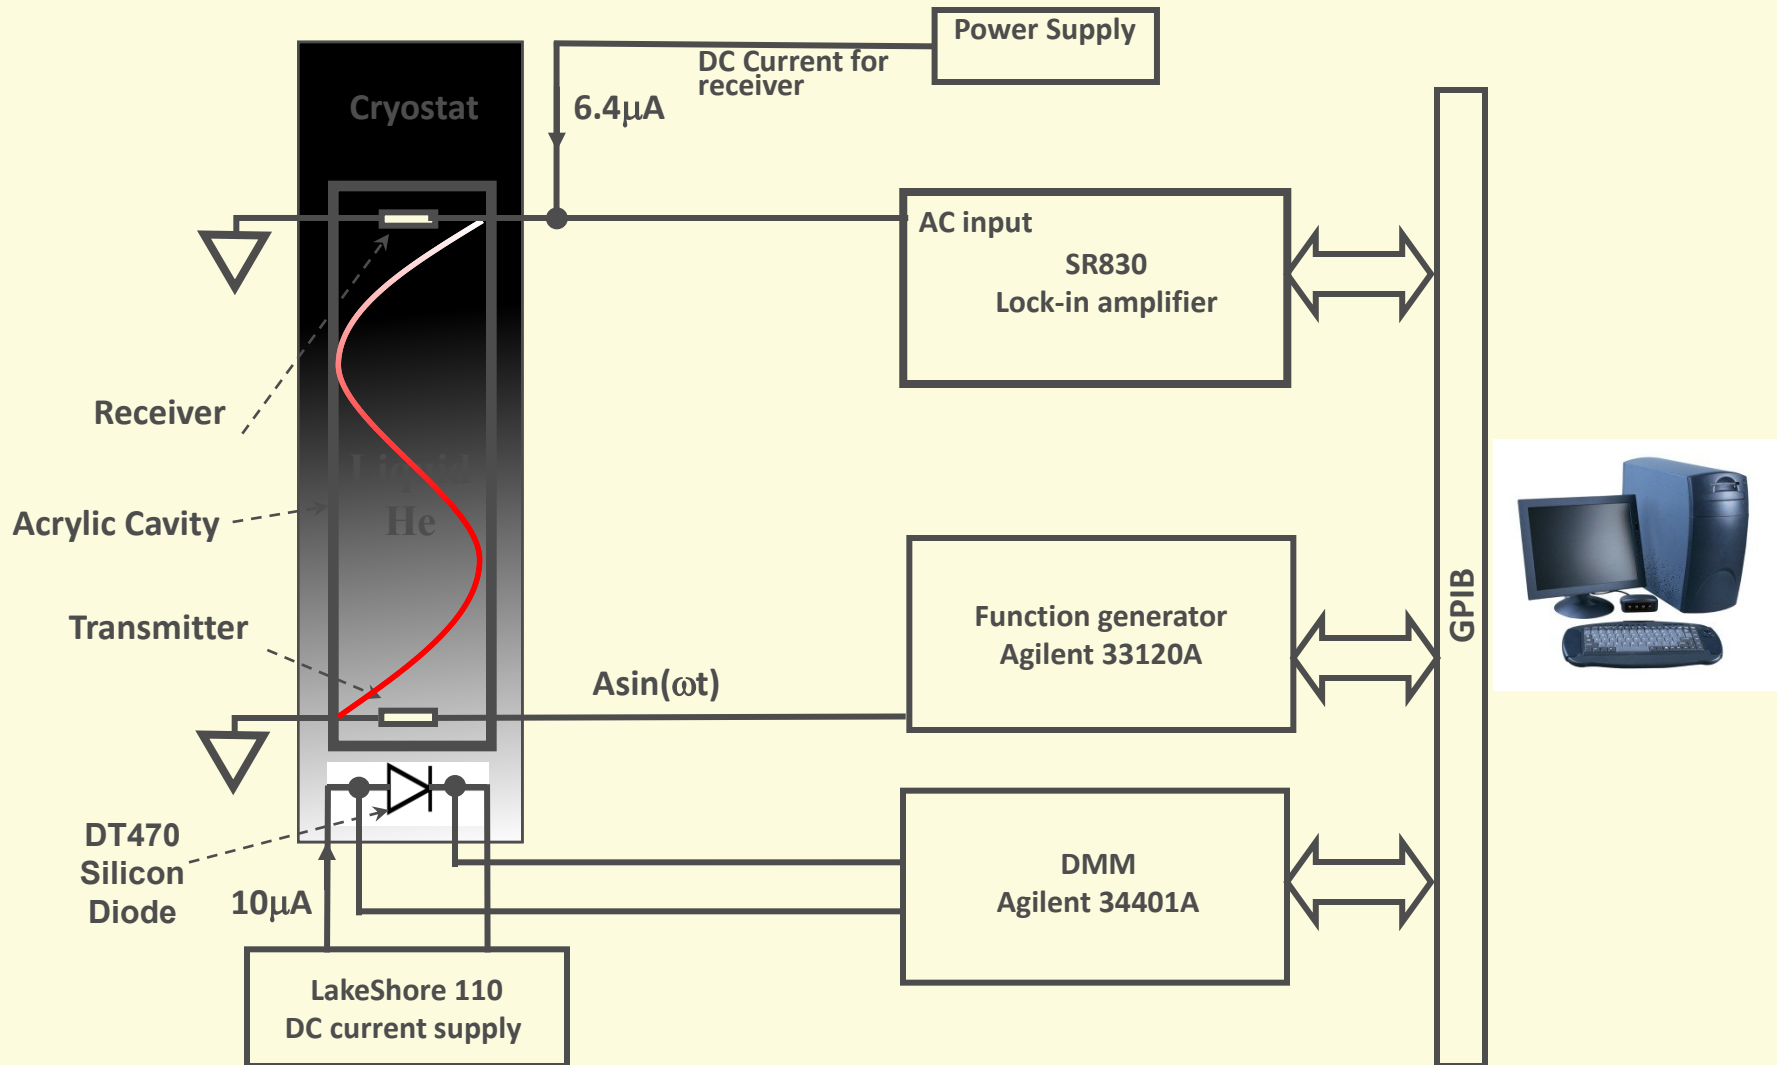 Power Supply
DC Current for
receiver
Cryostat
6.4μA
AC input
SR830
Lock-in amplifier
Receiver
Liquid
He
Acrylic Cavity
GPIB
Function generator
Agilent 33120A
Transmitter
Asin(ωt)
DT470
Silicon
Diode
10μA
DMM
Agilent 34401A
LakeShore 110
DC current supply